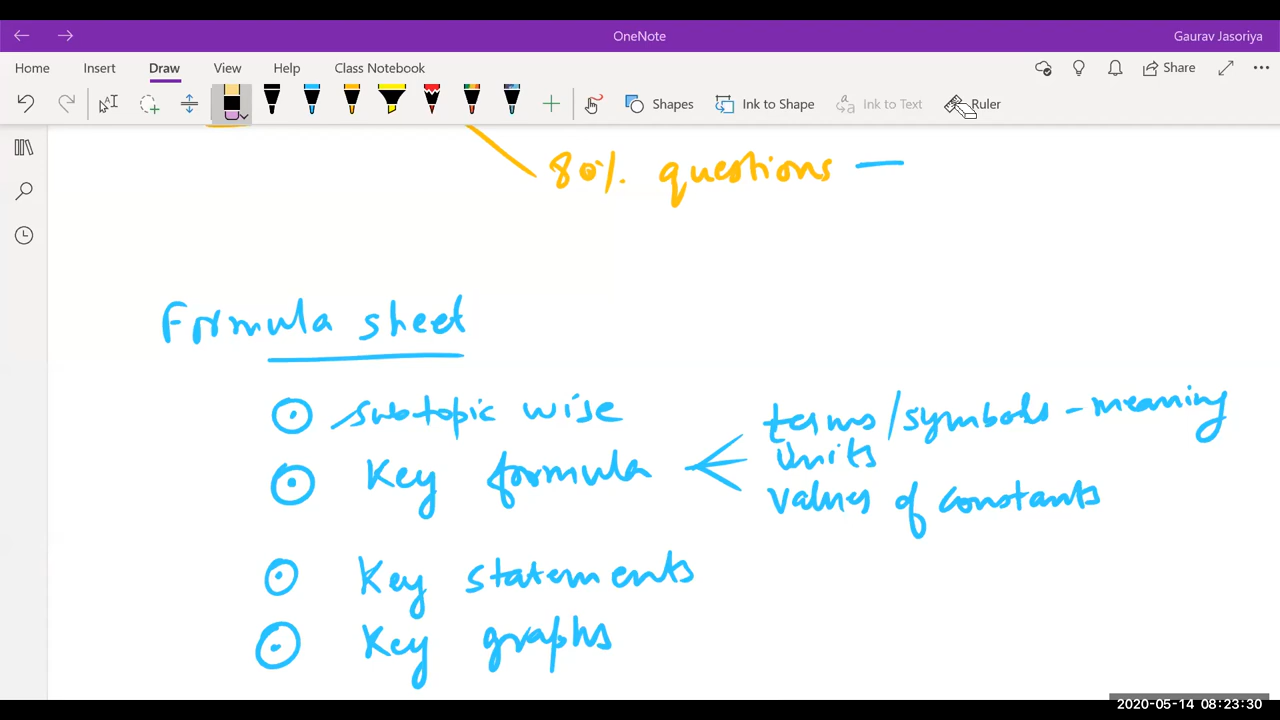 OneNote
Gaurav Jasoriya
Home Insert Draw View Help Class Notebook Share
Shapes Ink to Shape Ink to Text Ruler
80% questions —
Formula sheet
subtopic wise
Key formula
terms/symbols - meaning
units
values of constants
Key statements
Key graphs
2020-05-14 08:23:30